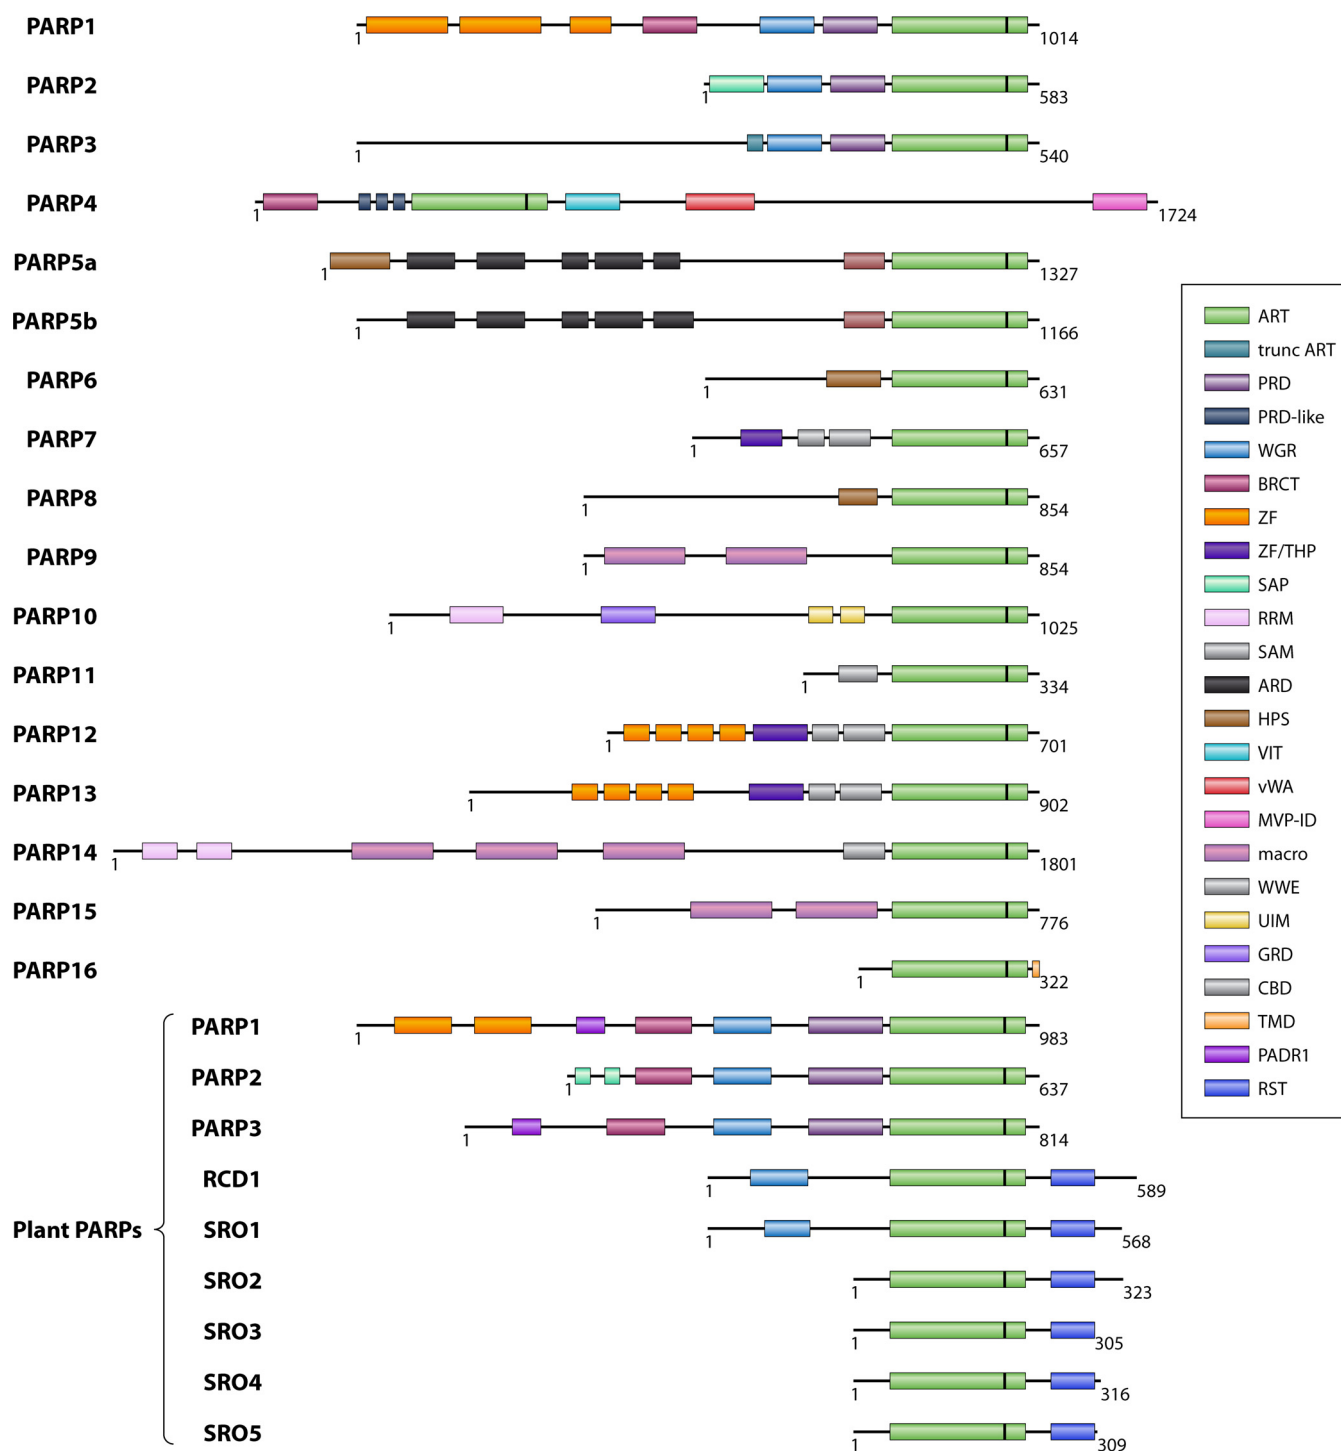 PARP1
1 1014
PARP2
1 583
PARP3
1 540
PARP4
1 1724
PARP5a
1 1327
PARP5b
1 1166
PARP6
1 631
PARP7
1 657
PARP8
1 854
PARP9
1 854
PARP10
1 1025
PARP11
1 334
PARP12
1 701
PARP13
1 902
PARP14
1 1801
PARP15
1 776
PARP16
1 322
Plant PARPs
PARP1
1 983
PARP2
1 637
PARP3
1 814
RCD1
1 589
SRO1
1 568
SRO2
1 323
SRO3
1 305
SRO4
1 316
SRO5
1 309
ART
trunc ART
PRD
PRD-like
WGR
BRCT
ZF
ZF/THP
SAP
RRM
SAM
ARD
HPS
VIT
vWA
MVP-ID
macro
WWE
UIM
GRD
CBD
TMD
PADR1
RST